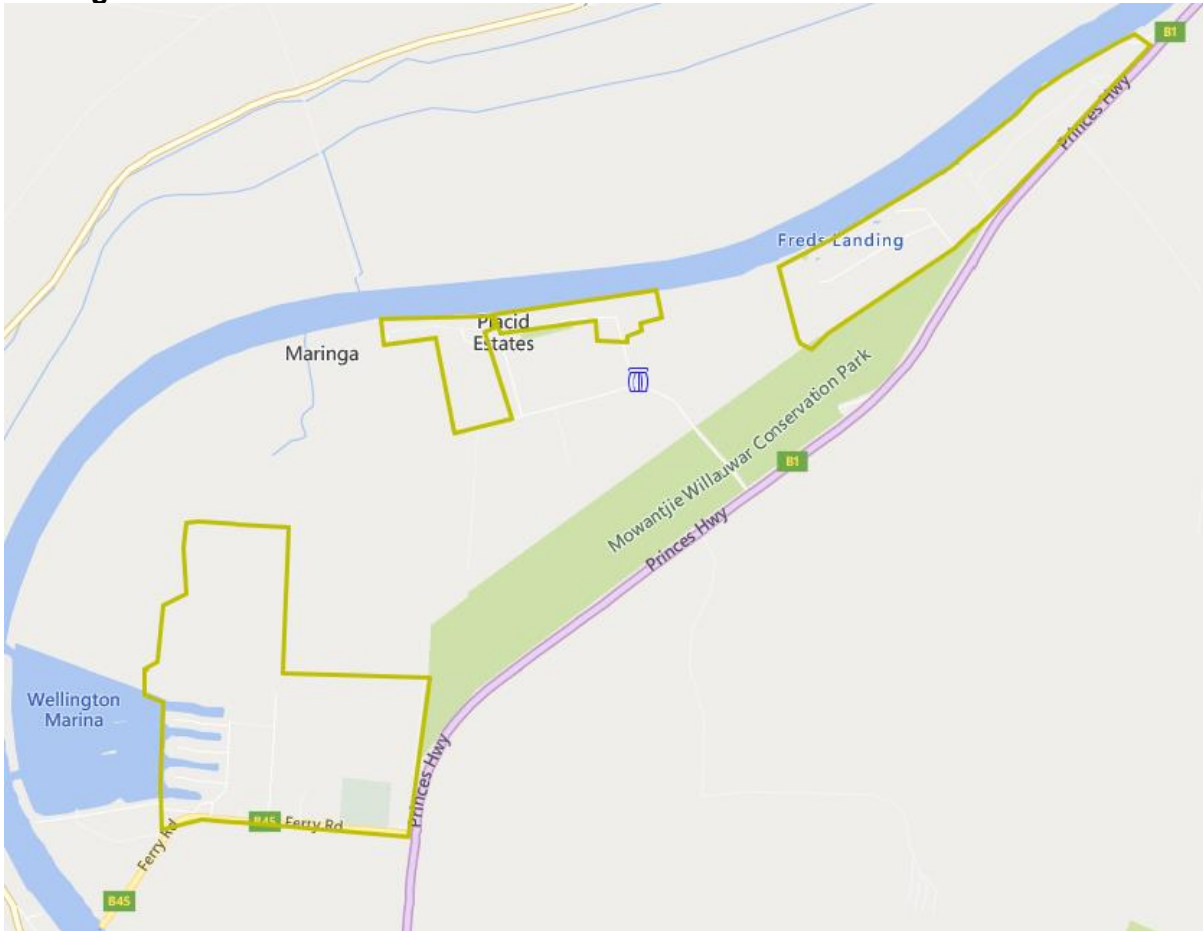 B1
Princes Hwy
Freds Landing
Placid
Estates
Maringa
Mowantjie Willauwar Conservation Park
B1
Princes Hwy
Wellington
Marina
Princes Hwy
B45
Ferry Rd
Ferry Rd
B45